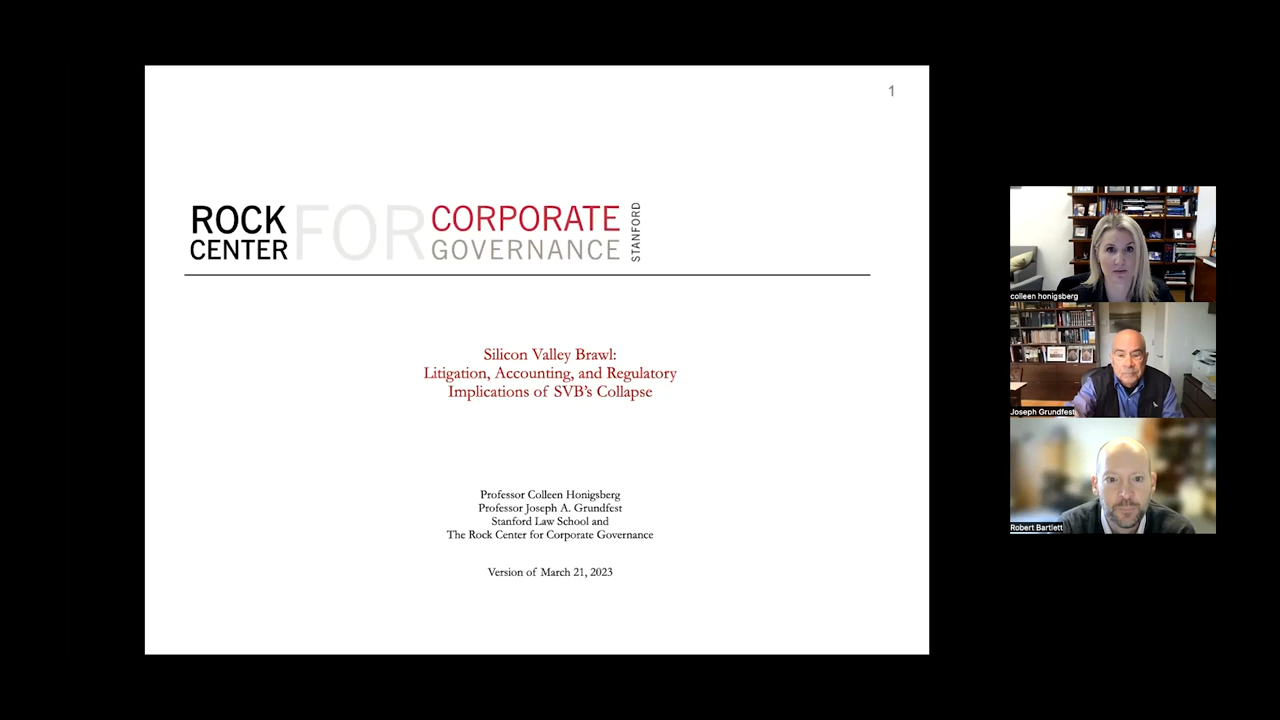 1
ROCK
CENTER
FOR
CORPORATE
GOVERNANCE
STANFORD
Silicon Valley Brawl:
Litigation, Accounting, and Regulatory
Implications of SVB's Collapse
Professor Colleen Honigsberg
Professor Joseph A. Grundfest
Stanford Law School and
The Rock Center for Corporate Governance
Version of March 21, 2023
colleen honigsberg
Joseph Grundfest
Robert Bartlett